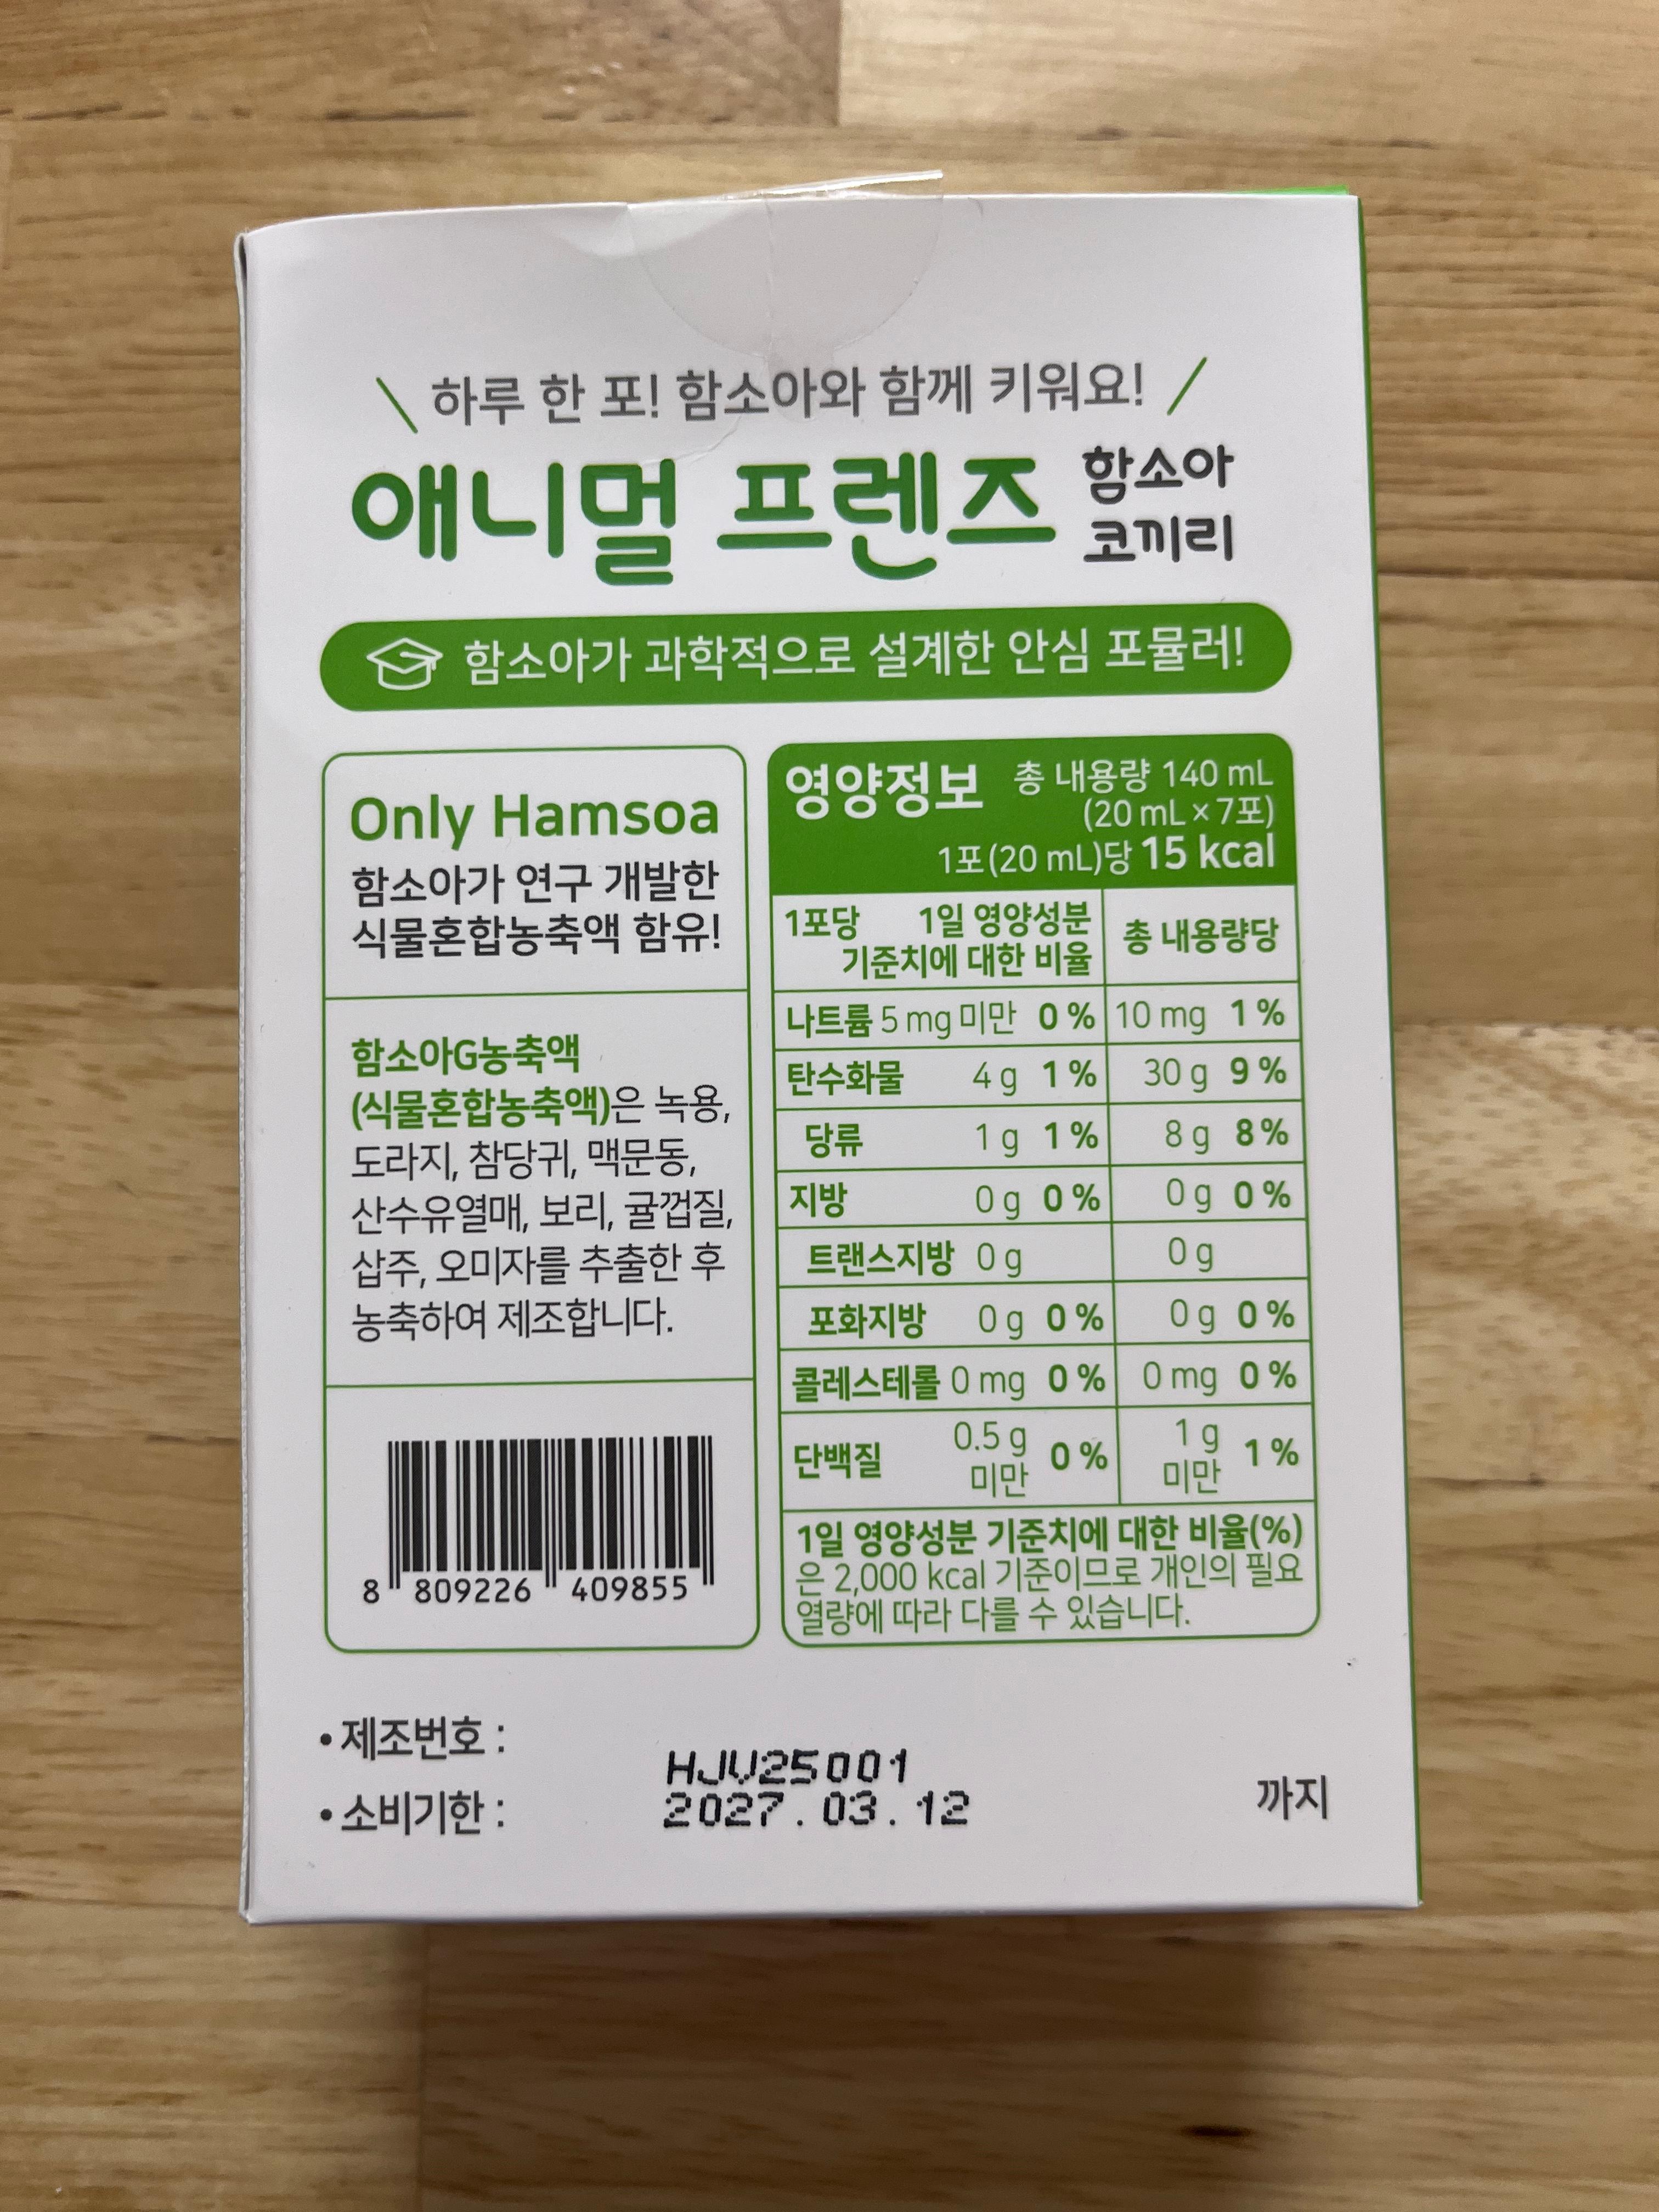 하루 한 포! 함소아와 함께 키워요!
애니멀 프렌즈 함소아 코끼리
함소아가 과학적으로 설계한 안심 포뮬러!
Only Hamsoa
함소아가 연구 개발한
식물혼합농축액 함유!
함소아G농축액
(식물혼합농축액)은 녹용,
도라지, 참당귀, 맥문동,
산수유열매, 보리, 귤껍질,
삽주, 오미자를 추출한 후
농축하여 제조합니다.
8 809226 409855
영양정보 총 내용량 140 mL
(20 mL × 7포)
1포(20 mL)당 15 kcal
1포당 1일 영양성분
기준치에 대한 비율 총 내용량당
나트륨 5 mg 미만 0 % 10 mg 1 %
탄수화물 4 g 1 % 30 g 9 %
당류 1 g 1 % 8 g 8 %
지방 0 g 0 % 0 g 0 %
트랜스지방 0 g 0 g
포화지방 0 g 0 % 0 g 0 %
콜레스테롤 0 mg 0 % 0 mg 0 %
단백질 0.5 g 미만 0 % 1 g 미만 1 %
1일 영양성분 기준치에 대한 비율(%)
은 2,000 kcal 기준이므로 개인의 필요
열량에 따라 다를 수 있습니다.
• 제조번호 : HJV25001
• 소비기한 : 2027.03.12 까지